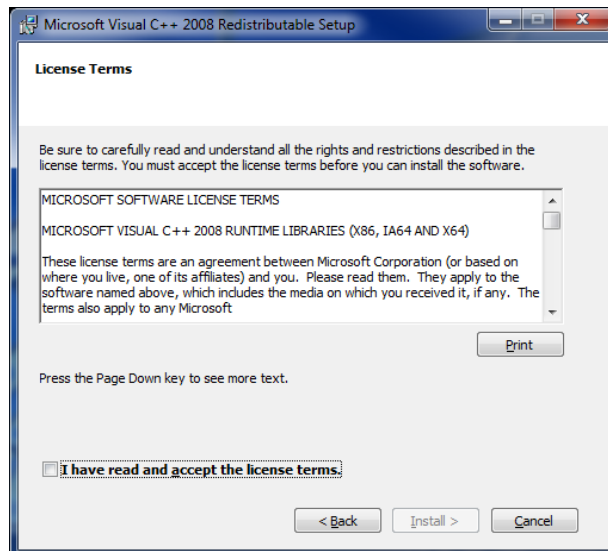 Microsoft Visual C++ 2008 Redistributable Setup
License Terms
Be sure to carefully read and understand all the rights and restrictions described in the
license terms. You must accept the license terms before you can install the software.
MICROSOFT SOFTWARE LICENSE TERMS
MICROSOFT VISUAL C++ 2008 RUNTIME LIBRARIES (X86, IA64 AND X64)
These license terms are an agreement between Microsoft Corporation (or based on
where you live, one of its affiliates) and you.  Please read them.  They apply to the
software named above, which includes the media on which you received it, if any.  The
terms also apply to any Microsoft
Print
Press the Page Down key to see more text.
I have read and accept the license terms.
< Back
Install >
Cancel